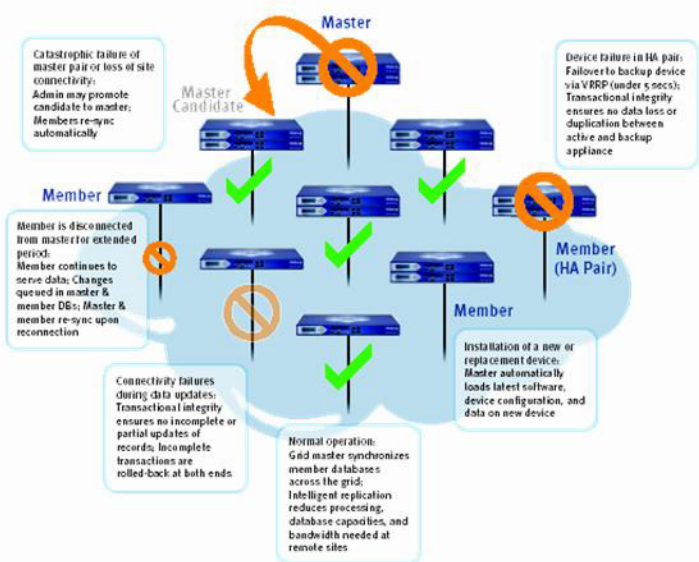 Master
Catastrophic failure of
master pair or loss of site
connectivity:
Admin may promote
candidate to master;
Members re-sync
automatically
Master
Candidate
Device failure in HA pair:
Failover to backup device
via VRRP (under 5 secs);
Transactional integrity
ensures no data loss or
duplication between
active and backup
appliance
Member
Member is disconnected
from master for extended
period:
Member continues to
serve data; Changes
queued in master &
member DBs; Master &
member re-sync upon
reconnection
Member
(HA Pair)
Member
Installation of a new or
replacement device:
Master automatically
loads latest software,
device configuration, and
data on new device
Connectivity failures
during data updates:
Transactional integrity
ensures no incomplete or
partial updates of
records; Incomplete
transactions are
rolled-back at both ends
Normal operation:
Grid master synchronizes
member databases
across the grid;
Intelligent replication
reduces processing,
database capacities, and
bandwidth needed at
remote sites